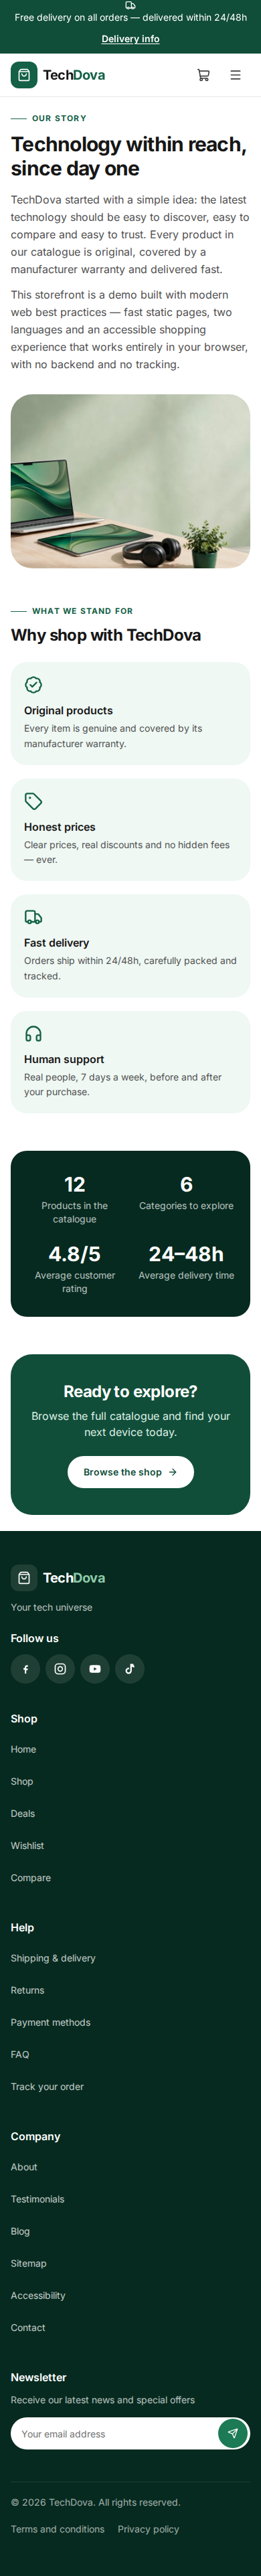 Free delivery on all orders — delivered within 24/48h
Delivery info
TechDova
OUR STORY
Technology within reach,
since day one
TechDova started with a simple idea: the latest
technology should be easy to discover, easy to
compare and easy to trust. Every product in
our catalogue is original, covered by a
manufacturer warranty and delivered fast.
This storefront is a demo built with modern
web best practices — fast static pages, two
languages and an accessible shopping
experience that works entirely in your browser,
with no backend and no tracking.
WHAT WE STAND FOR
Why shop with TechDova
Original products
Every item is genuine and covered by its
manufacturer warranty.
Honest prices
Clear prices, real discounts and no hidden fees
— ever.
Fast delivery
Orders ship within 24/48h, carefully packed and
tracked.
Human support
Real people, 7 days a week, before and after
your purchase.
12
Products in the
catalogue
6
Categories to explore
4.8/5
Average customer
rating
24–48h
Average delivery time
Ready to explore?
Browse the full catalogue and find your
next device today.
Browse the shop
TechDova
Your tech universe
Follow us
Shop
Home
Shop
Deals
Wishlist
Compare
Help
Shipping & delivery
Returns
Payment methods
FAQ
Track your order
Company
About
Testimonials
Blog
Sitemap
Accessibility
Contact
Newsletter
Receive our latest news and special offers
Your email address
© 2026 TechDova. All rights reserved.
Terms and conditions Privacy policy